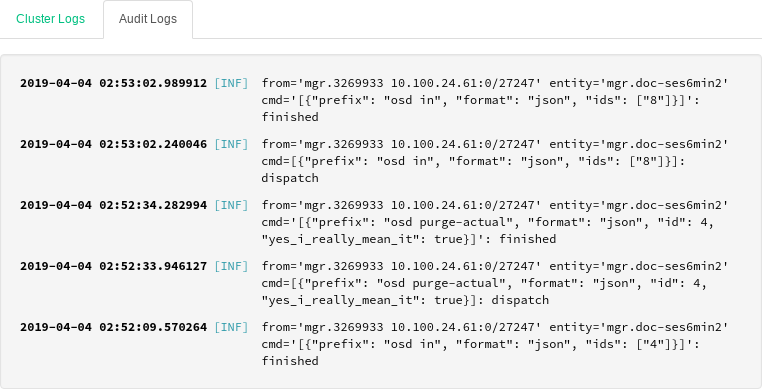 Cluster Logs Audit Logs
2019-04-04 02:53:02.989912 [INF] from='mgr.3269933 10.100.24.61:0/27247' entity='mgr.doc-ses6min2'
cmd='[{"prefix": "osd in", "format": "json", "ids": ["8"]}]':
finished
2019-04-04 02:53:02.240046 [INF] from='mgr.3269933 10.100.24.61:0/27247' entity='mgr.doc-ses6min2'
cmd=[{"prefix": "osd in", "format": "json", "ids": ["8"]}]:
dispatch
2019-04-04 02:52:34.282994 [INF] from='mgr.3269933 10.100.24.61:0/27247' entity='mgr.doc-ses6min2'
cmd='[{"prefix": "osd purge-actual", "format": "json", "id": 4,
"yes_i_really_mean_it": true}]': finished
2019-04-04 02:52:33.946127 [INF] from='mgr.3269933 10.100.24.61:0/27247' entity='mgr.doc-ses6min2'
cmd=[{"prefix": "osd purge-actual", "format": "json", "id": 4,
"yes_i_really_mean_it": true}]: dispatch
2019-04-04 02:52:09.570264 [INF] from='mgr.3269933 10.100.24.61:0/27247' entity='mgr.doc-ses6min2'
cmd='[{"prefix": "osd in", "format": "json", "ids": ["4"]}]':
finished